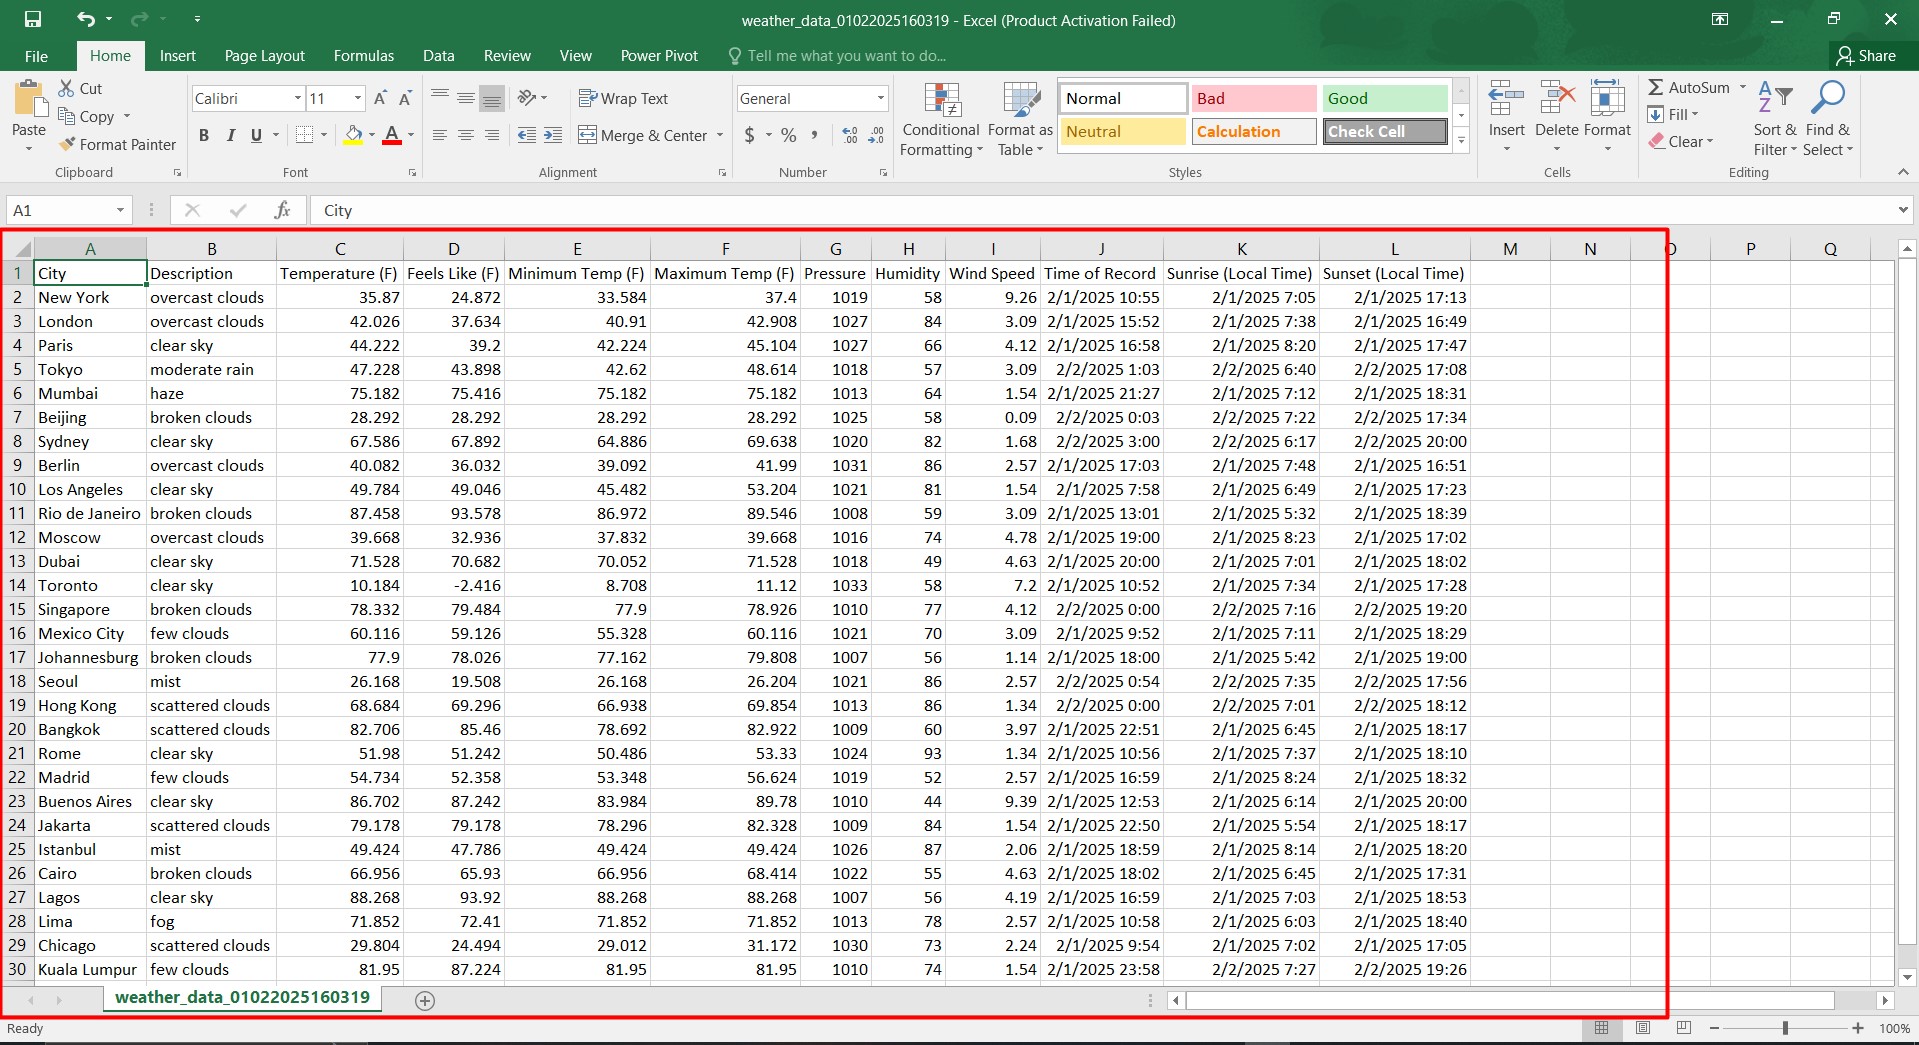 weather_data_01022025160319 - Excel (Product Activation Failed)
File Home Insert Page Layout Formulas Data Review View Power Pivot Tell me what you want to do... Share
Paste
Cut
Copy
Format Painter
Clipboard
Calibri 11
B I U
Font
Wrap Text
Merge & Center
Alignment
General
$ % ,
Number
Conditional Formatting
Format as Table
Normal Bad Good
Neutral Calculation Check Cell
Styles
Insert Delete Format
Cells
AutoSum
Fill
Clear
Sort & Filter
Find & Select
Editing
A1 fx City
A B C D E F G H I J K L M N O P Q
1 City Description Temperature (F) Feels Like (F) Minimum Temp (F) Maximum Temp (F) Pressure Humidity Wind Speed Time of Record Sunrise (Local Time) Sunset (Local Time)
2 New York overcast clouds 35.87 24.872 33.584 37.4 1019 58 9.26 2/1/2025 10:55 2/1/2025 7:05 2/1/2025 17:13
3 London overcast clouds 42.026 37.634 40.91 42.908 1027 84 3.09 2/1/2025 15:52 2/1/2025 7:38 2/1/2025 16:49
4 Paris clear sky 44.222 39.2 42.224 45.104 1027 66 4.12 2/1/2025 16:58 2/1/2025 8:20 2/1/2025 17:47
5 Tokyo moderate rain 47.228 43.898 42.62 48.614 1018 57 3.09 2/2/2025 1:03 2/2/2025 6:40 2/2/2025 17:08
6 Mumbai haze 75.182 75.416 75.182 75.182 1013 64 1.54 2/1/2025 21:27 2/1/2025 7:12 2/1/2025 18:31
7 Beijing broken clouds 28.292 28.292 28.292 28.292 1025 58 0.09 2/2/2025 0:03 2/2/2025 7:22 2/2/2025 17:34
8 Sydney clear sky 67.586 67.892 64.886 69.638 1020 82 1.68 2/2/2025 3:00 2/2/2025 6:17 2/2/2025 20:00
9 Berlin overcast clouds 40.082 36.032 39.092 41.99 1031 86 2.57 2/1/2025 17:03 2/1/2025 7:48 2/1/2025 16:51
10 Los Angeles clear sky 49.784 49.046 45.482 53.204 1021 81 1.54 2/1/2025 7:58 2/1/2025 6:49 2/1/2025 17:23
11 Rio de Janeiro broken clouds 87.458 93.578 86.972 89.546 1008 59 3.09 2/1/2025 13:01 2/1/2025 5:32 2/1/2025 18:39
12 Moscow overcast clouds 39.668 32.936 37.832 39.668 1016 74 4.78 2/1/2025 19:00 2/1/2025 8:23 2/1/2025 17:02
13 Dubai clear sky 71.528 70.682 70.052 71.528 1018 49 4.63 2/1/2025 20:00 2/1/2025 7:01 2/1/2025 18:02
14 Toronto clear sky 10.184 -2.416 8.708 11.12 1033 58 7.2 2/1/2025 10:52 2/1/2025 7:34 2/1/2025 17:28
15 Singapore broken clouds 78.332 79.484 77.9 78.926 1010 77 4.12 2/2/2025 0:00 2/2/2025 7:16 2/2/2025 19:20
16 Mexico City few clouds 60.116 59.126 55.328 60.116 1021 70 3.09 2/1/2025 9:52 2/1/2025 7:11 2/1/2025 18:29
17 Johannesburg broken clouds 77.9 78.026 77.162 79.808 1007 56 1.14 2/1/2025 18:00 2/1/2025 5:42 2/1/2025 19:00
18 Seoul mist 26.168 19.508 26.168 26.204 1021 86 2.57 2/2/2025 0:54 2/2/2025 7:35 2/2/2025 17:56
19 Hong Kong scattered clouds 68.684 69.296 66.938 69.854 1013 86 1.34 2/2/2025 0:00 2/2/2025 7:01 2/2/2025 18:12
20 Bangkok scattered clouds 82.706 85.46 78.692 82.922 1009 60 3.97 2/1/2025 22:51 2/1/2025 6:45 2/1/2025 18:17
21 Rome clear sky 51.98 51.242 50.486 53.33 1024 93 1.34 2/1/2025 10:56 2/1/2025 7:37 2/1/2025 18:10
22 Madrid few clouds 54.734 52.358 53.348 56.624 1019 52 2.57 2/1/2025 16:59 2/1/2025 8:24 2/1/2025 18:32
23 Buenos Aires clear sky 86.702 87.242 83.984 89.78 1010 44 9.39 2/1/2025 12:53 2/1/2025 6:14 2/1/2025 20:00
24 Jakarta scattered clouds 79.178 79.178 78.296 82.328 1009 84 1.54 2/1/2025 22:50 2/1/2025 5:54 2/1/2025 18:17
25 Istanbul mist 49.424 47.786 49.424 49.424 1026 87 2.06 2/1/2025 18:59 2/1/2025 8:14 2/1/2025 18:20
26 Cairo broken clouds 66.956 65.93 66.956 68.414 1022 55 4.63 2/1/2025 18:02 2/1/2025 6:45 2/1/2025 17:31
27 Lagos clear sky 88.268 93.92 88.268 88.268 1007 56 4.19 2/1/2025 16:59 2/1/2025 7:03 2/1/2025 18:53
28 Lima fog 71.852 72.41 71.852 71.852 1013 78 2.57 2/1/2025 10:58 2/1/2025 6:03 2/1/2025 18:40
29 Chicago scattered clouds 29.804 24.494 29.012 31.172 1030 73 2.24 2/1/2025 9:54 2/1/2025 7:02 2/1/2025 17:05
30 Kuala Lumpur few clouds 81.95 87.224 81.95 81.95 1010 74 1.54 2/1/2025 23:58 2/2/2025 7:27 2/2/2025 19:26
weather_data_01022025160319
Ready 100%